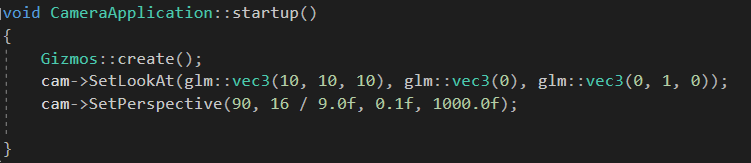 void CameraApplication::startup()
{
Gizmos::create();
cam->SetLookAt(glm::vec3(10, 10, 10), glm::vec3(0), glm::vec3(0, 1, 0));
cam->SetPerspective(90, 16 / 9.0f, 0.1f, 1000.0f);
}